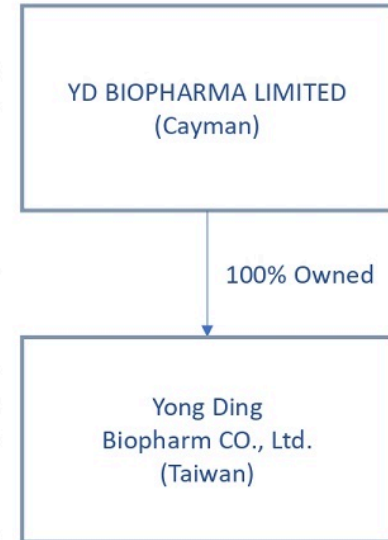 YD BIOPHARMA LIMITED
(Cayman)
100% Owned
Yong Ding
Biopharm CO., Ltd.
(Taiwan)